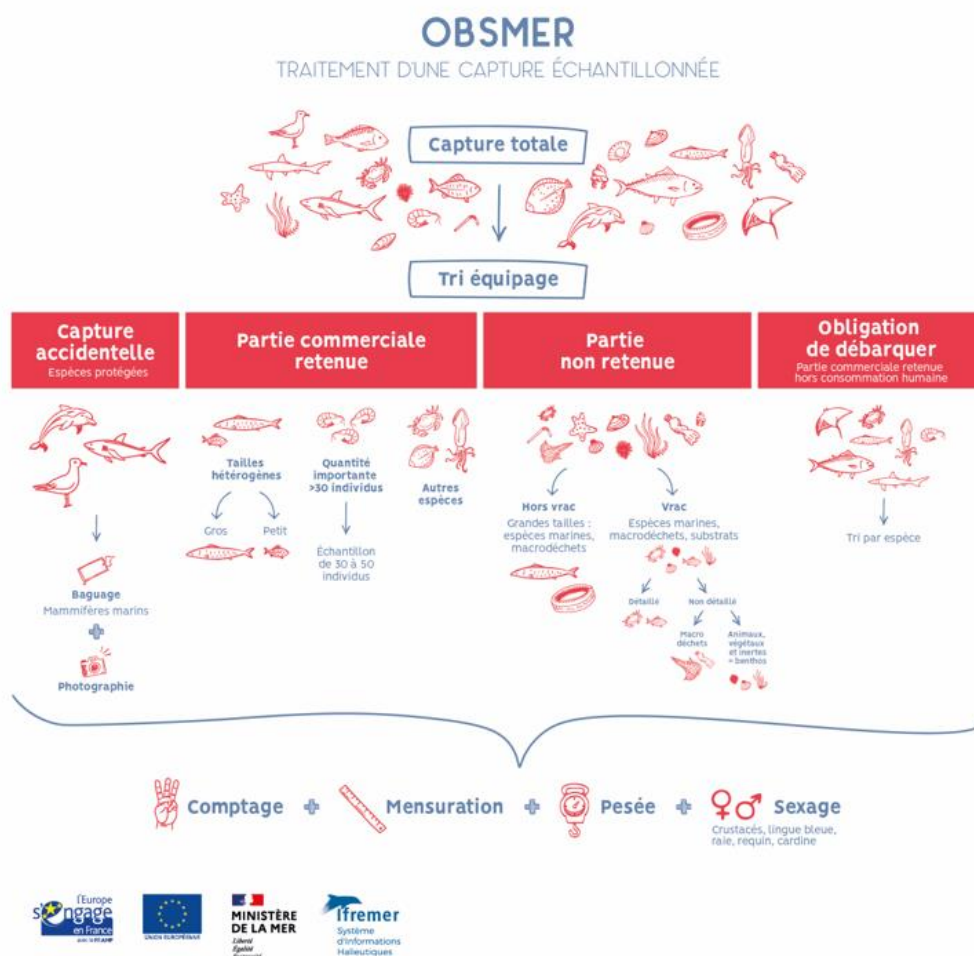 OBSMER
TRAITEMENT D'UNE CAPTURE ÉCHANTILLONNÉE
Capture totale
Tri équipage
Capture
accidentelle
Espèces protégées
Partie commerciale
retenue
Partie
non retenue
Obligation
de débarquer
Partie commerciale retenue
hors consommation humaine
Tailles
hétérogènes
Gros
Petit
Quantité
importante
>30 individus
Échantillon
de 30 à 50
individus
Autres
espèces
Hors vrac
Grandes tailles :
espèces marines,
macrodéchets
Vrac
Espèces marines,
macrodéchets, substrats
Détaillé
Non détaillé
Macro
déchets
Animaux,
végétaux
et inertes
= benthos
Tri par espèce
Baguage
Mammifères marins
Photographie
Comptage
Mensuration
Pesée
Sexage
Crustacés, lingue bleue,
raie, requin, cardine
l'Europe
s'engage
en France
avec le FEAMP
UNION EUROPÉENNE
MINISTÈRE
DE LA MER
Liberté
Égalité
Ifremer
Système
d'Informations
Halieutiques